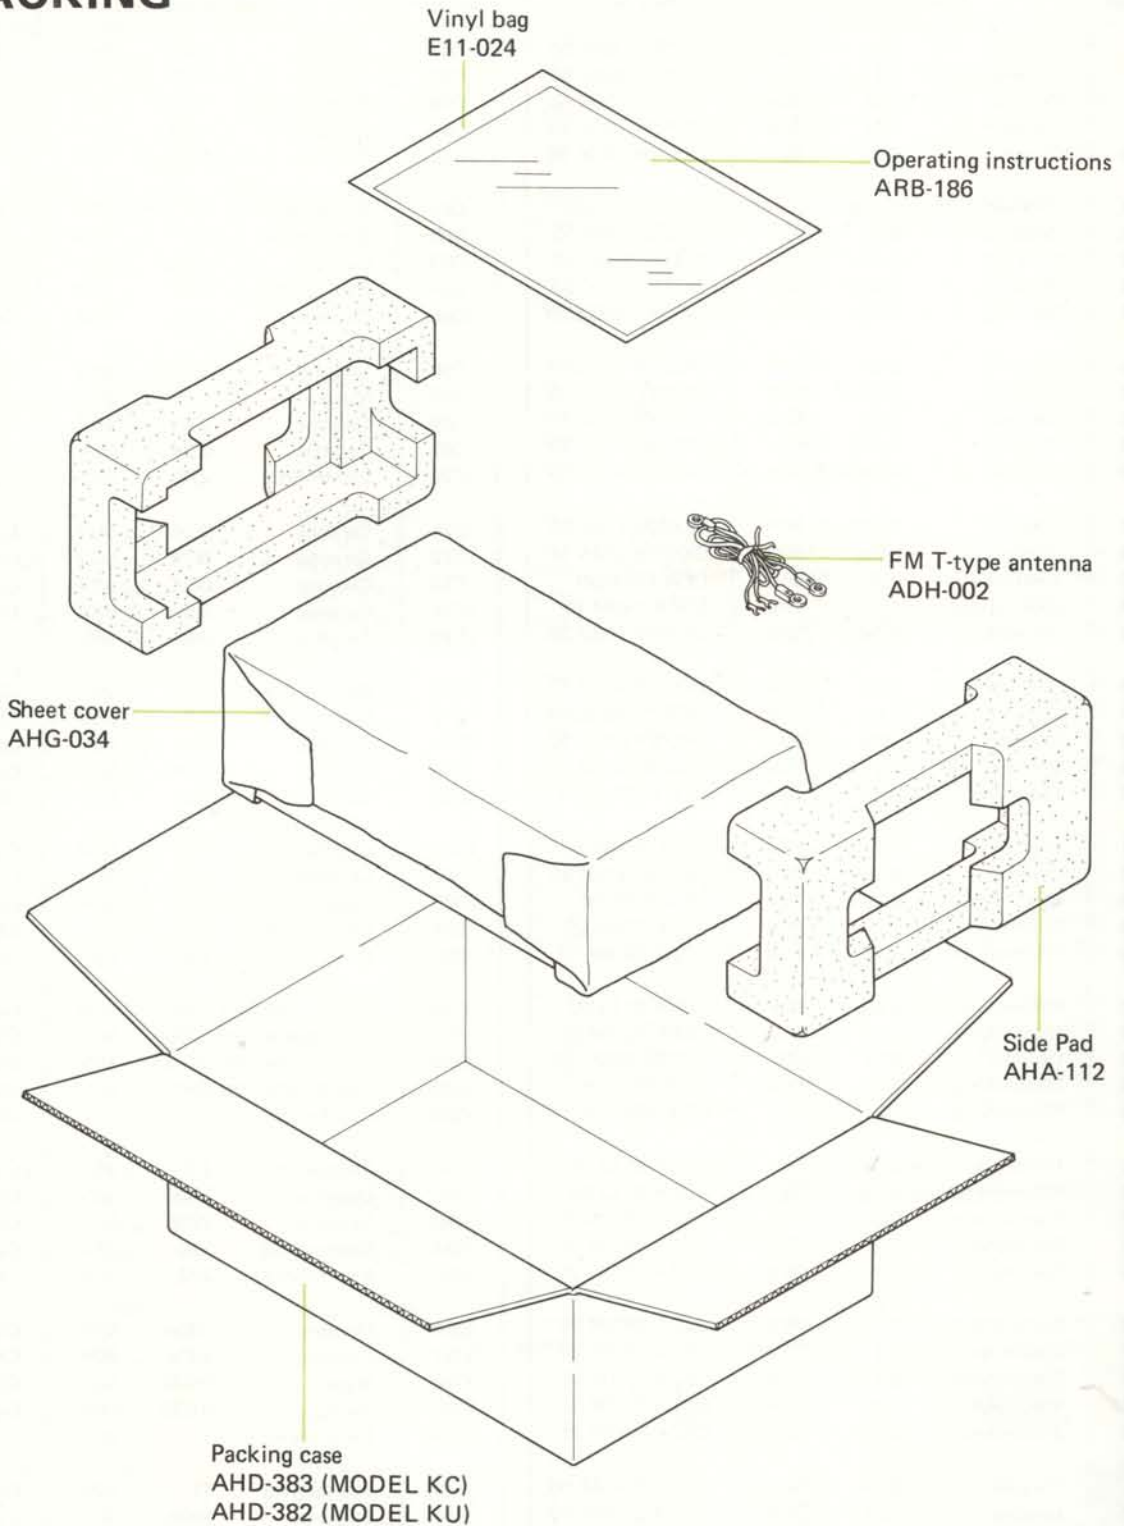 Vinyl bag
E11-024
Operating instructions
ARB-186
FM T-type antenna
ADH-002
Sheet cover
AHG-034
Side Pad
AHA-112
Packing case
AHD-383 (MODEL KC)
AHD-382 (MODEL KU)